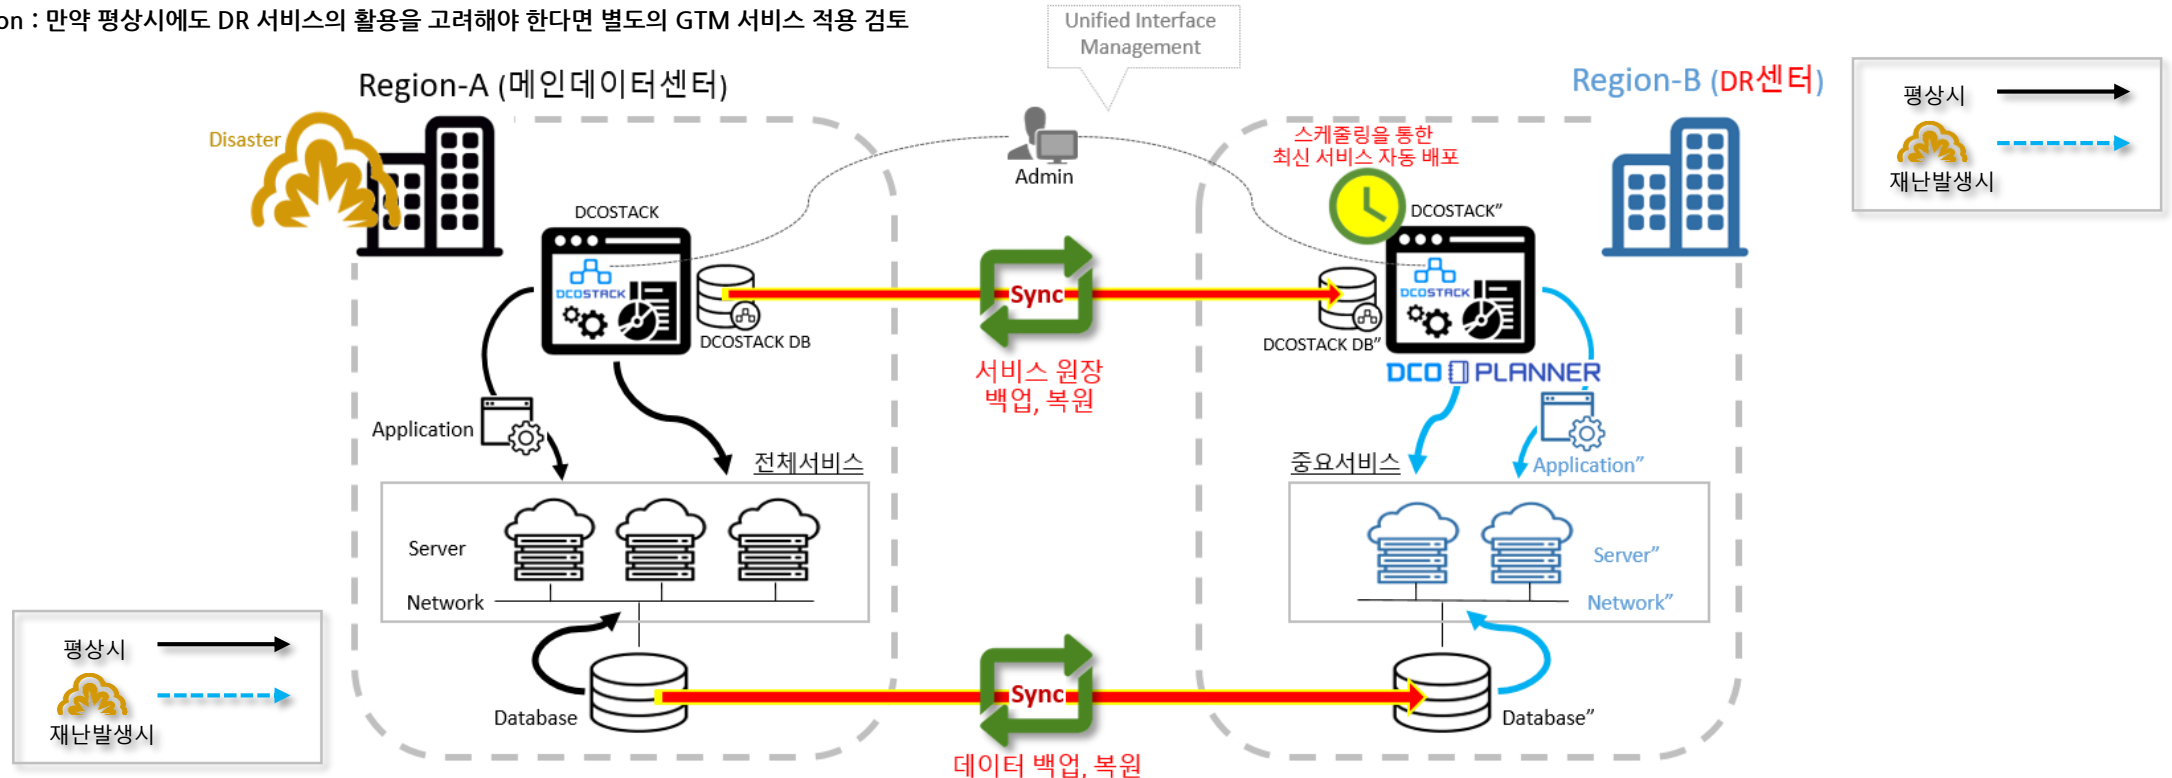 on : 만약 평상시에도 DR 서비스의 활용을 고려해야 한다면 별도의 GTM 서비스 적용 검토
Unified Interface
Management
Region-A (메인데이터센터)
Region-B (DR센터)
평상시
재난발생시
Disaster
Admin
스케줄링을 통한
최신 서비스 자동 배포
DCOSTACK
DCOSTACK”
DCOSTACK
DCOSTACK
Sync
DCOSTACK DB
DCOSTACK DB”
서비스 원장
백업, 복원
DCO PLANNER
Application
전체서비스
중요서비스
Application”
Server
Server”
Network
Network”
평상시
재난발생시
Sync
Database
Database”
데이터 백업, 복원